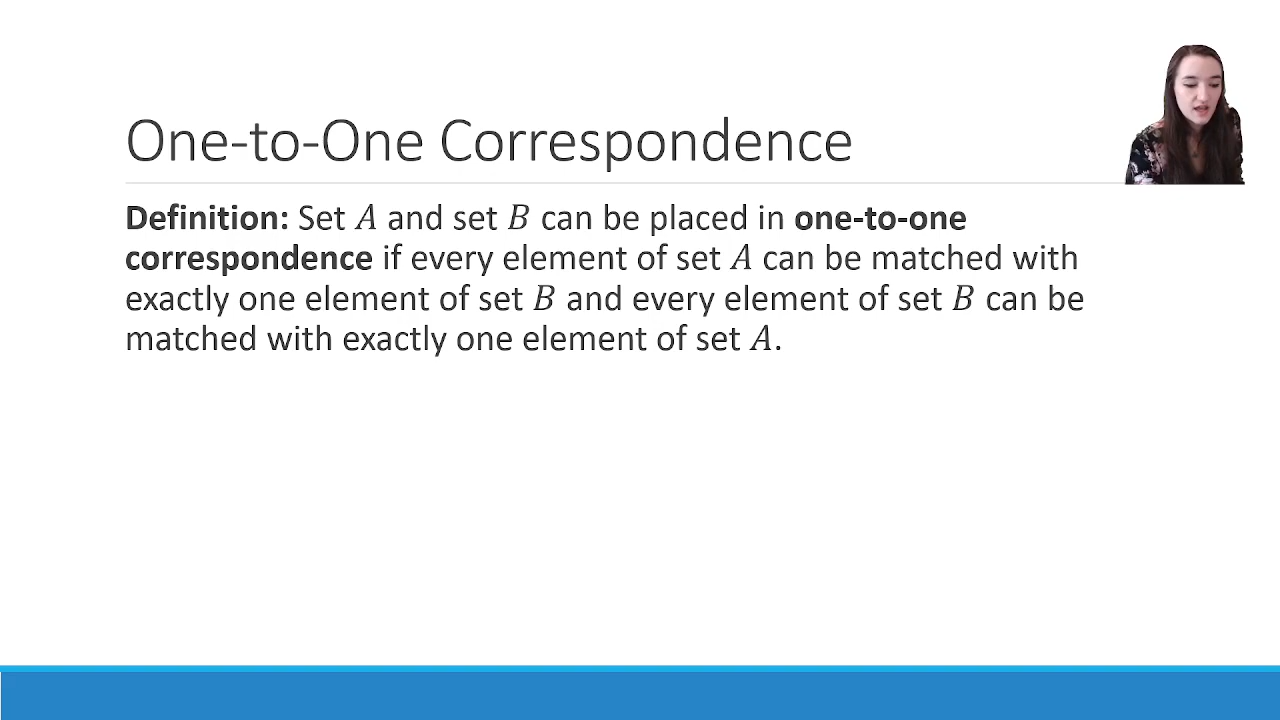 One-to-One Correspondence
Definition: Set A and set B can be placed in one-to-one
correspondence if every element of set A can be matched with
exactly one element of set B and every element of set B can be
matched with exactly one element of set A.